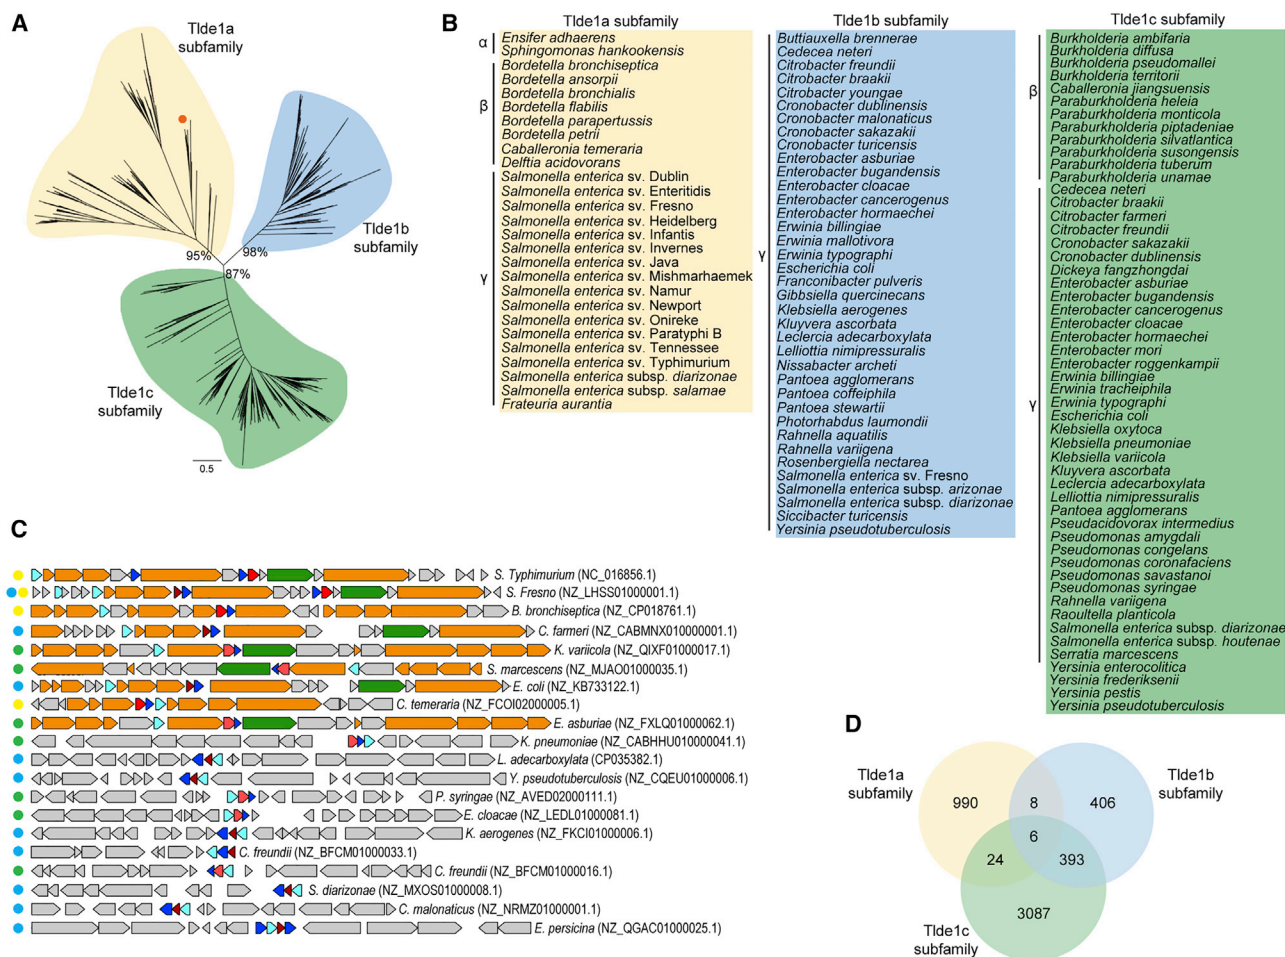 A
Tlde1a
subfamily
Tlde1b
subfamily
95%
98%
87%
Tlde1c
subfamily
0.5
B
Tlde1a subfamily
α
Ensifer adhaerens
Sphingomonas hankookensis
β
Bordetella bronchiseptica
Bordetella ansorpii
Bordetella bronchialis
Bordetella flabilis
Bordetella parapertussis
Bordetella petrii
Caballeronia temeraria
Delftia acidovorans
γ
Salmonella enterica sv. Dublin
Salmonella enterica sv. Enteritidis
Salmonella enterica sv. Fresno
Salmonella enterica sv. Heidelberg
Salmonella enterica sv. Infantis
Salmonella enterica sv. Invernes
Salmonella enterica sv. Java
Salmonella enterica sv. Mishmarhaemek
Salmonella enterica sv. Namur
Salmonella enterica sv. Newport
Salmonella enterica sv. Onireke
Salmonella enterica sv. Paratyphi B
Salmonella enterica sv. Tennessee
Salmonella enterica sv. Typhimurium
Salmonella enterica subsp. diarizonae
Salmonella enterica subsp. salamae
Frateuria aurantia
Tlde1b subfamily
γ
Buttiauxella brennerae
Cedecea neteri
Citrobacter freundii
Citrobacter braakii
Citrobacter youngae
Cronobacter dublinensis
Cronobacter malonaticus
Cronobacter sakazakii
Cronobacter turicensis
Enterobacter asburiae
Enterobacter bugandensis
Enterobacter cloacae
Enterobacter cancerogenus
Enterobacter hormaechei
Erwinia billingiae
Erwinia mallotivora
Erwinia typographi
Escherichia coli
Franconibacter pulveris
Gibbsiella quercinecans
Klebsiella aerogenes
Kluyvera ascorbata
Leclercia adecarboxylata
Lelliottia nimipressuralis
Nissabacter archeti
Pantoea agglomerans
Pantoea coffeiphila
Pantoea stewartii
Photorhabdus laumondii
Rahnella aquatilis
Rahnella variigena
Rosenbergiella nectarea
Salmonella enterica sv. Fresno
Salmonella enterica subsp. arizonae
Salmonella enterica subsp. diarizonae
Siccibacter turicensis
Yersinia pseudotuberculosis
Tlde1c subfamily
β
Burkholderia ambifaria
Burkholderia diffusa
Burkholderia pseudomallei
Burkholderia territorii
Caballeronia jiangsuensis
Paraburkholderia heleia
Paraburkholderia monticola
Paraburkholderia piptadeniae
Paraburkholderia silvatlantica
Paraburkholderia susongensis
Paraburkholderia tuberum
Paraburkholderia unamae
γ
Cedecea neteri
Citrobacter braakii
Citrobacter farmeri
Citrobacter freundii
Cronobacter sakazakii
Cronobacter dublinensis
Dickeya fangzhongdai
Enterobacter asburiae
Enterobacter bugandensis
Enterobacter cancerogenus
Enterobacter cloacae
Enterobacter hormaechei
Enterobacter mori
Enterobacter roggenkampii
Erwinia billingiae
Erwinia tracheiphila
Erwinia typographi
Escherichia coli
Klebsiella oxytoca
Klebsiella pneumoniae
Klebsiella variicola
Kluyvera ascorbata
Leclercia adecarboxylata
Lelliottia nimipressuralis
Pantoea agglomerans
Pseudacidovorax intermedius
Pseudomonas amygdali
Pseudomonas congelans
Pseudomonas coronafaciens
Pseudomonas savastanoi
Pseudomonas syringae
Rahnella variigena
Raoultella planticola
Salmonella enterica subsp. diarizonae
Salmonella enterica subsp. houtenae
Serratia marcescens
Yersinia enterocolitica
Yersinia frederiksenii
Yersinia pestis
Yersinia pseudotuberculosis
C
S. Typhimurium (NC_016856.1)
S. Fresno (NZ_LHSS01000001.1)
B. bronchiseptica (NZ_CP018761.1)
C. farmeri (NZ_CABMNX010000001.1)
K. variicola (NZ_QIXF01000017.1)
S. marcescens (NZ_MJAO01000035.1)
E. coli (NZ_KB733122.1)
C. temeraria (NZ_FCOI02000005.1)
E. asburiae (NZ_FXLQ01000062.1)
K. pneumoniae (NZ_CABHHU010000041.1)
L. adecarboxylata (CP035382.1)
Y. pseudotuberculosis (NZ_CQEU01000006.1)
P. syringae (NZ_AVED02000111.1)
E. cloacae (NZ_LEDL01000081.1)
K. aerogenes (NZ_FKCI01000006.1)
C. freundii (NZ_BFCM01000033.1)
C. freundii (NZ_BFCM01000016.1)
S. diarizonae (NZ_MXOS01000008.1)
C. malonaticus (NZ_NRMZ01000001.1)
E. persicina (NZ_QGAC01000025.1)
D
Tlde1a
subfamily
Tlde1b
subfamily
990
8
406
6
24
393
3087
Tlde1c
subfamily